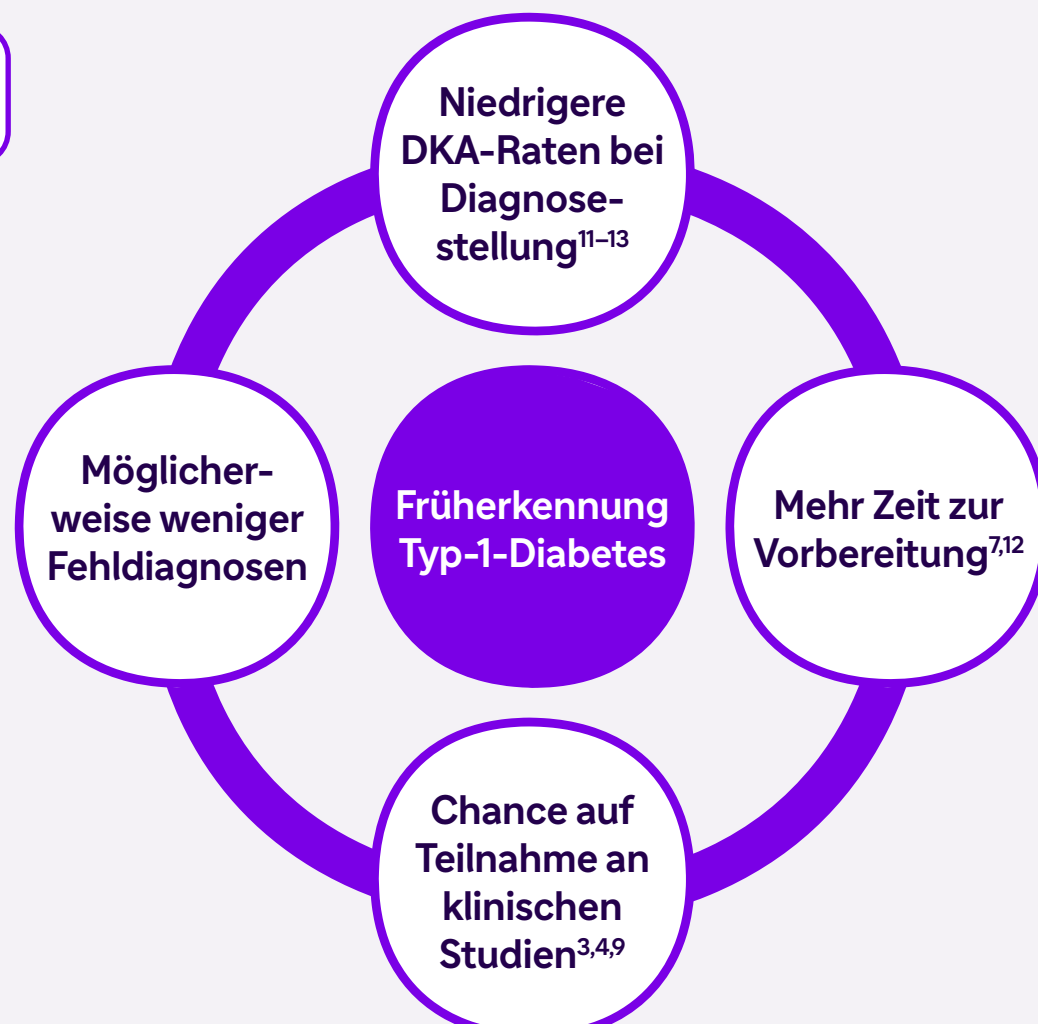 Niedrigere
DKA-Raten bei
Diagnose-
stellung¹¹⁻¹³
Möglicher-
weise weniger
Fehldiagnosen
Früherkennung
Typ-1-Diabetes
Mehr Zeit zur
Vorbereitung⁷,¹²
Chance auf
Teilnahme an
klinischen
Studien³,⁴,⁹